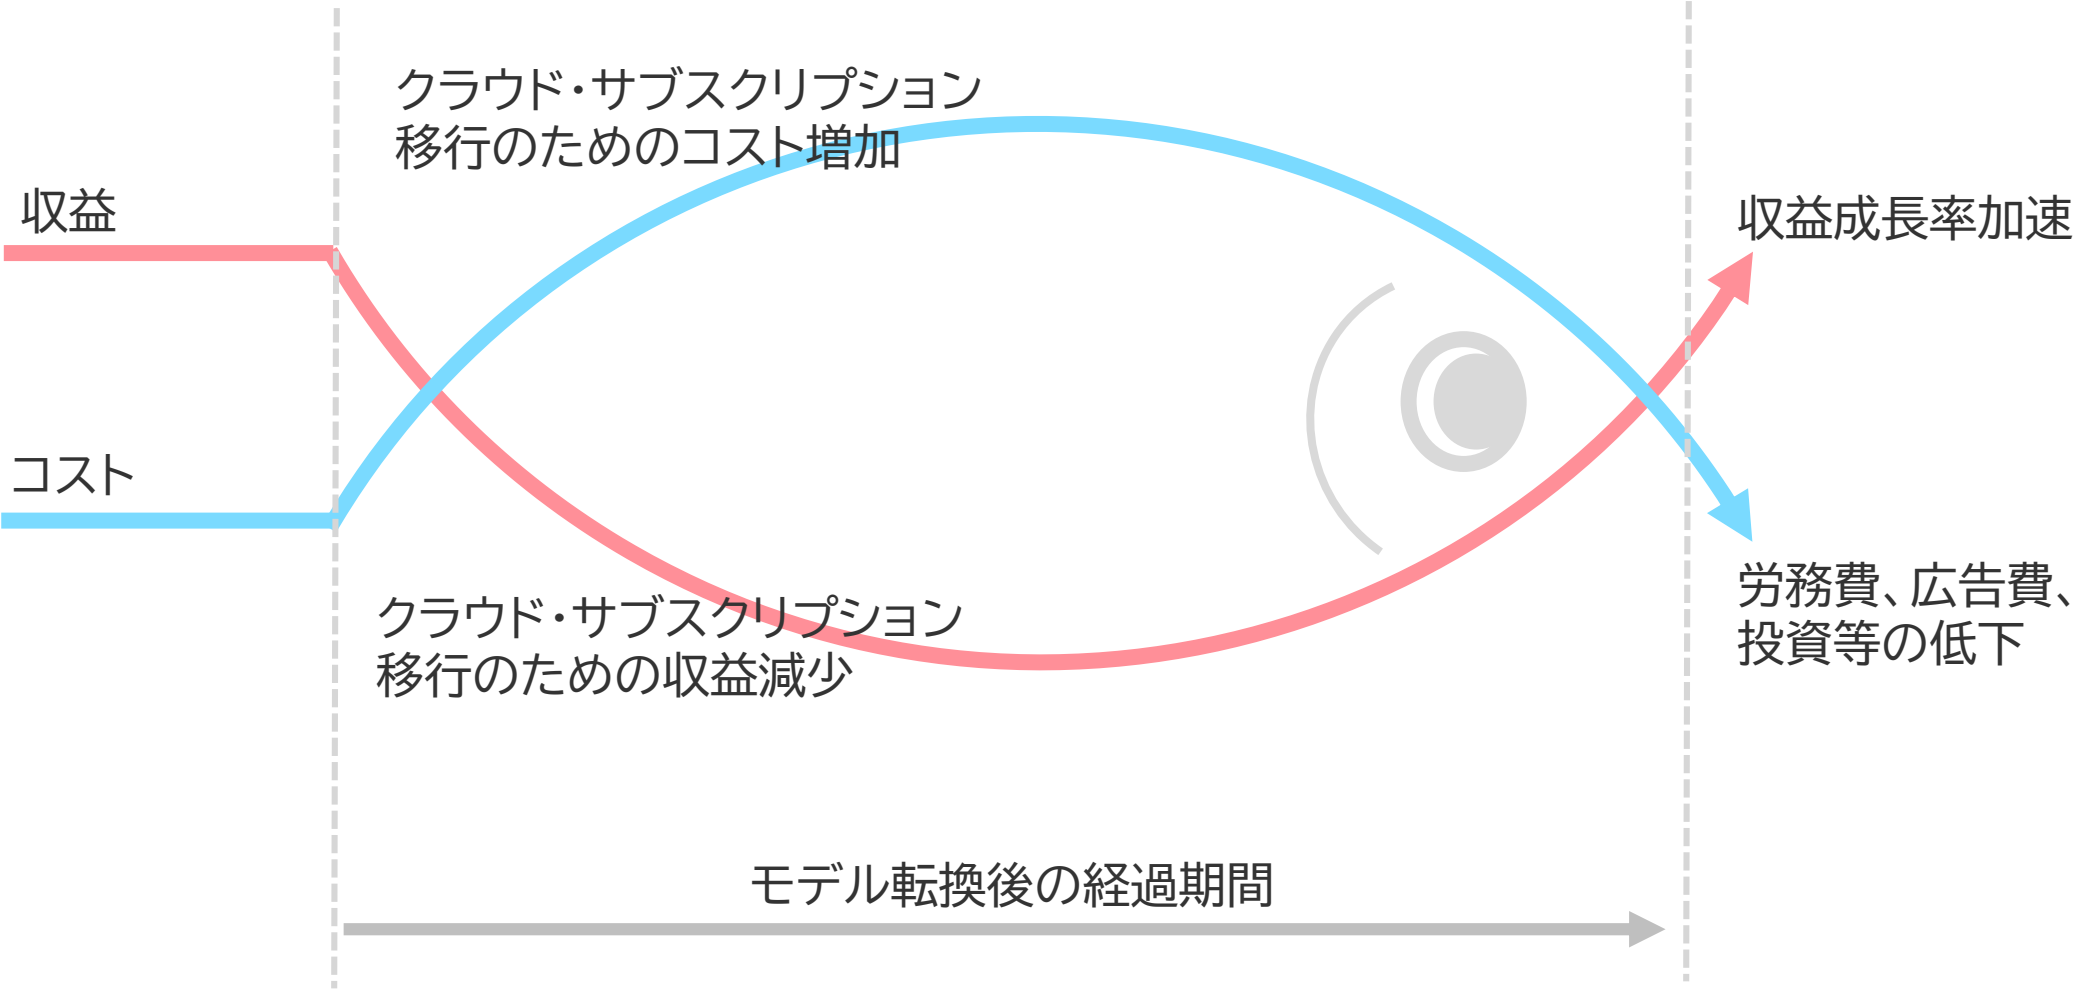 クラウド・サブスクリプション
移行のためのコスト増加
収益
収益成長率加速
コスト
労務費、広告費、
投資等の低下
クラウド・サブスクリプション
移行のための収益減少
モデル転換後の経過期間